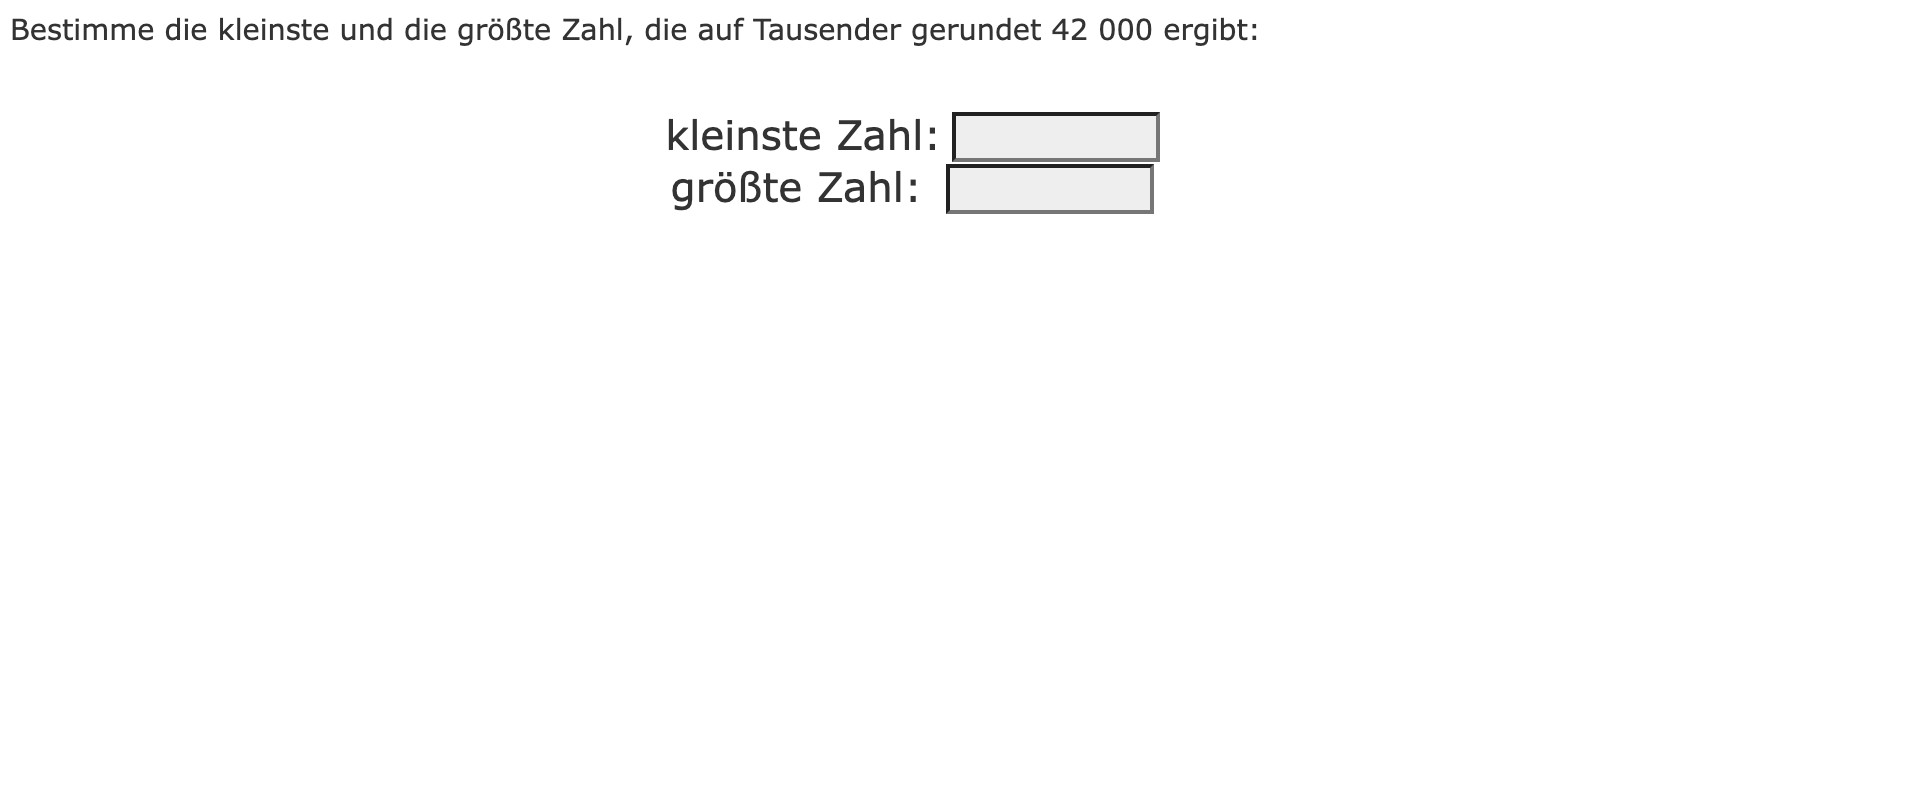 Bestimme die kleinste und die größte Zahl, die auf Tausender gerundet 42 000 ergibt:
kleinste Zahl:
größte Zahl: